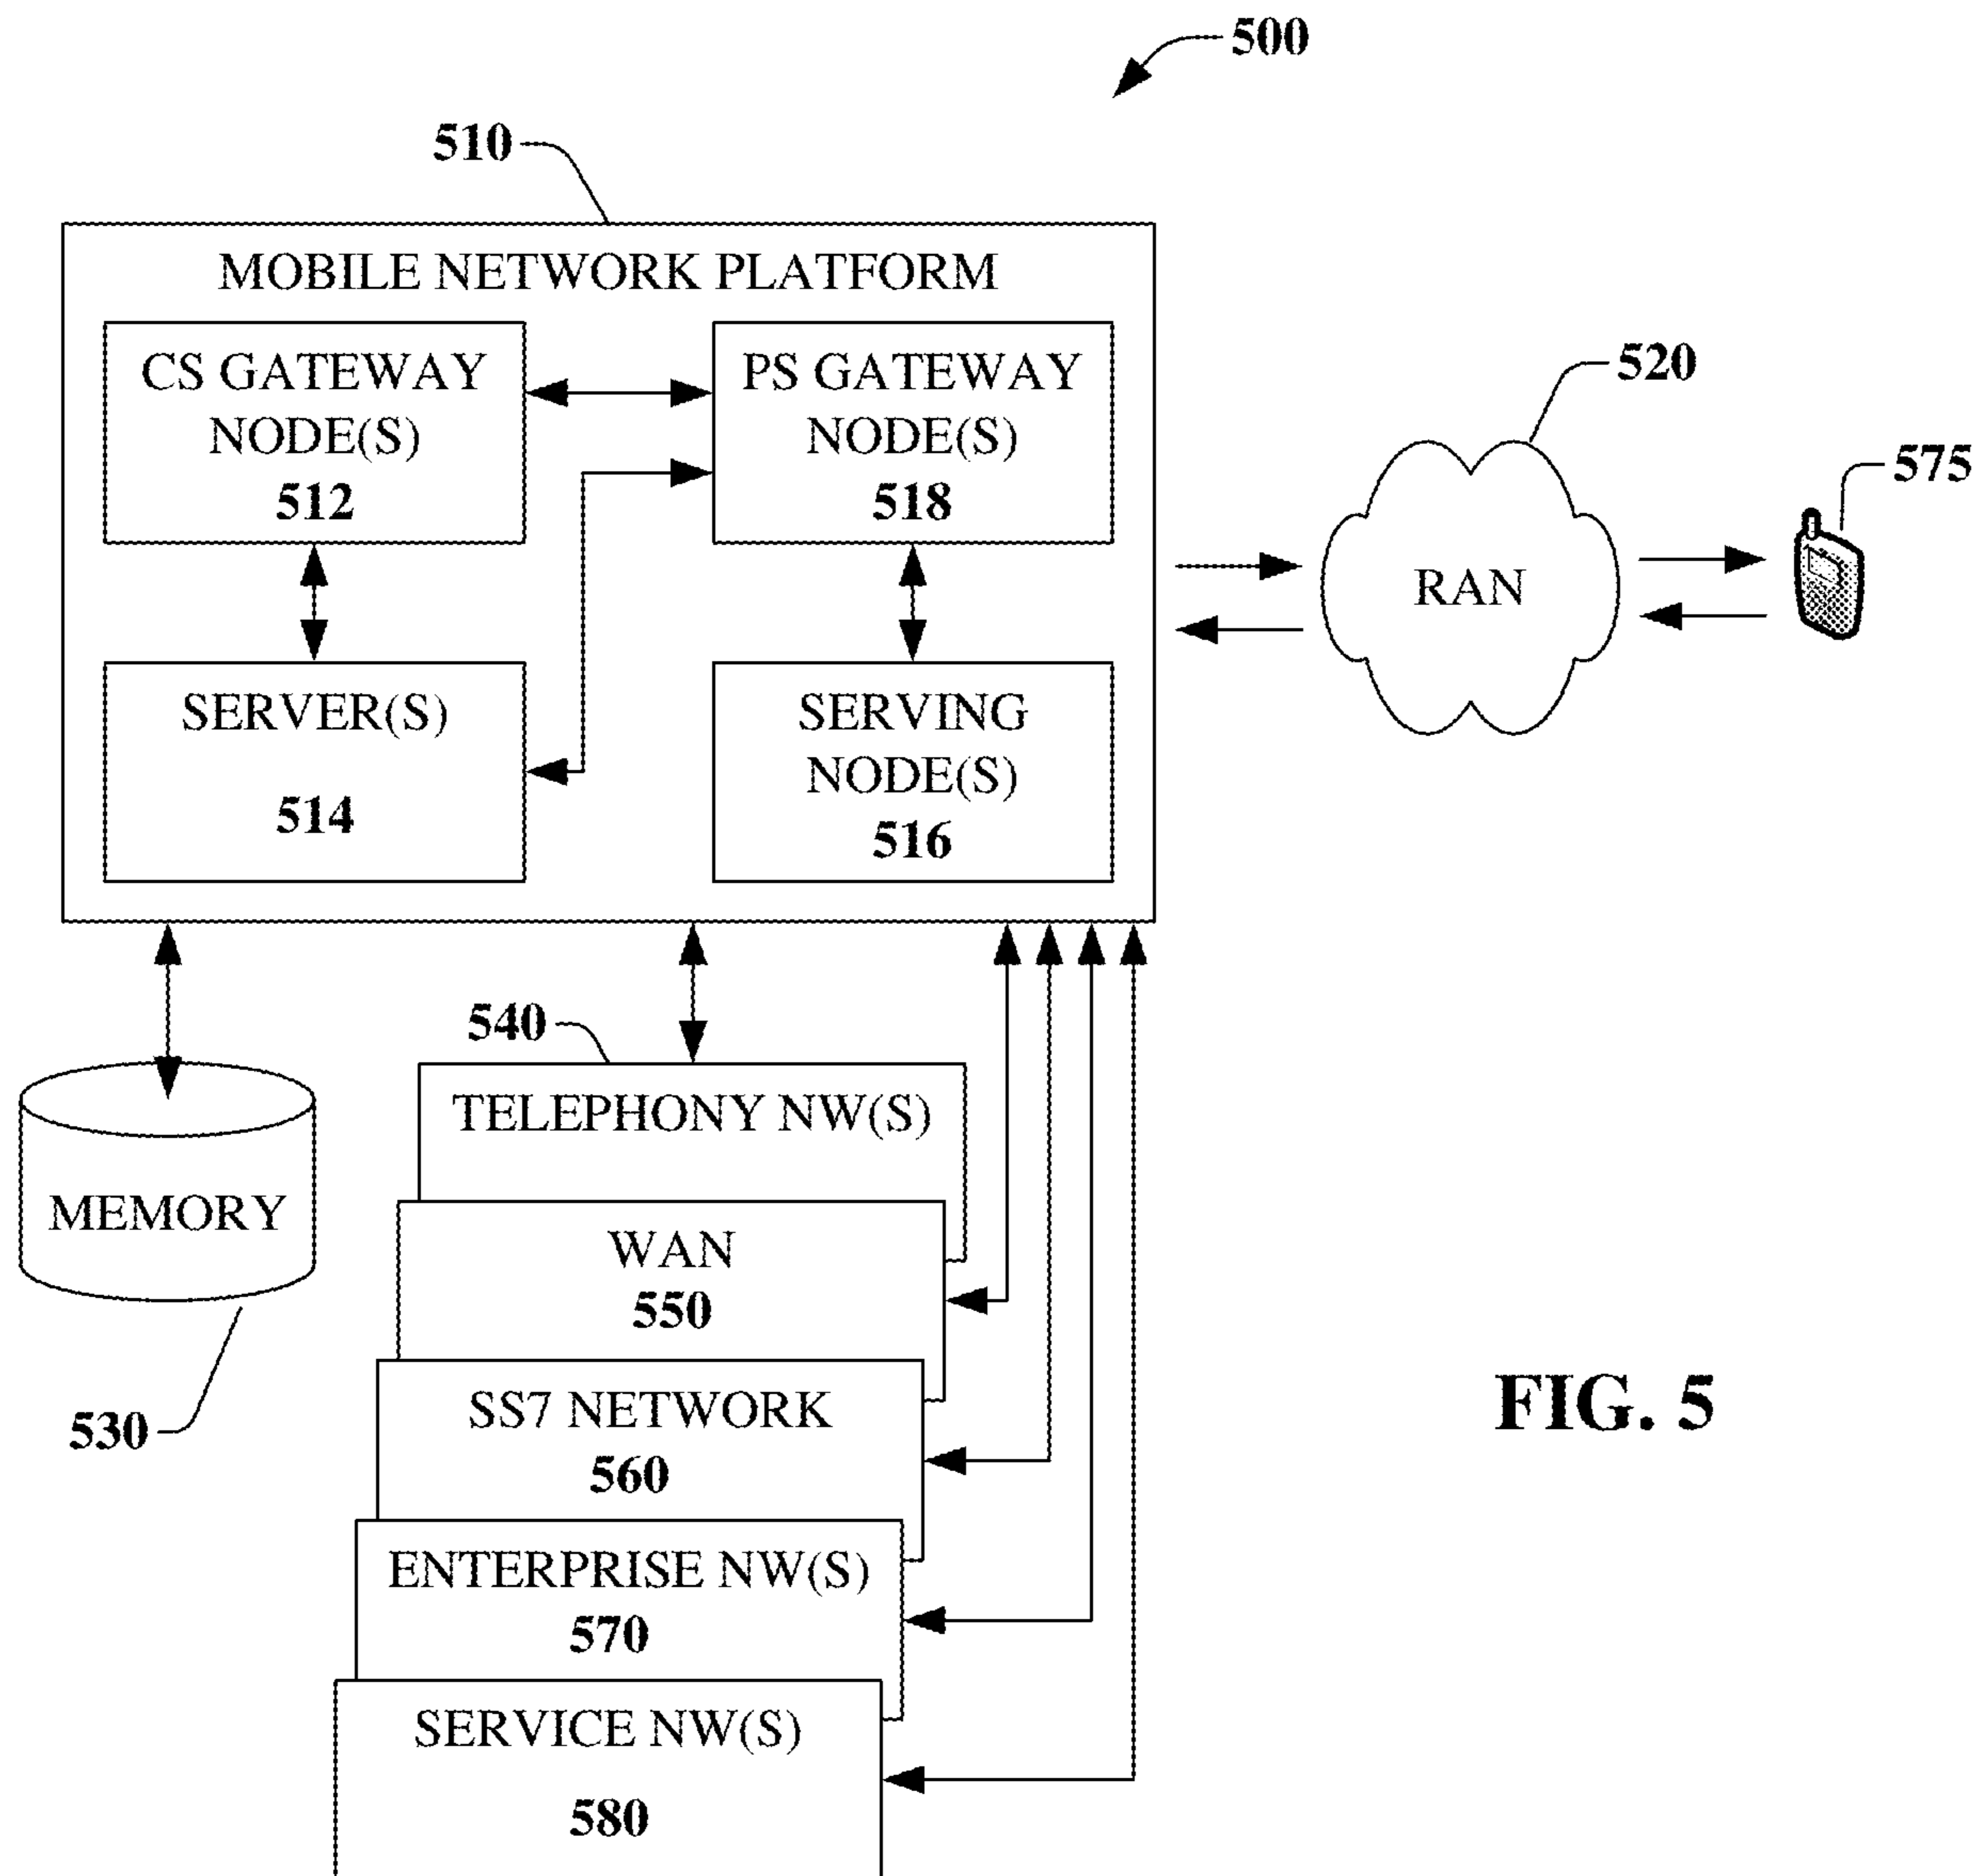 500
510
MOBILE NETWORK PLATFORM
CS GATEWAY
NODE(S)
512
PS GATEWAY
NODE(S)
518
SERVER(S)
514
SERVING
NODE(S)
516
520
RAN
575
540
TELEPHONY NW(S)
MEMORY
530
WAN
550
SS7 NETWORK
560
ENTERPRISE NW(S)
570
SERVICE NW(S)
580
FIG. 5